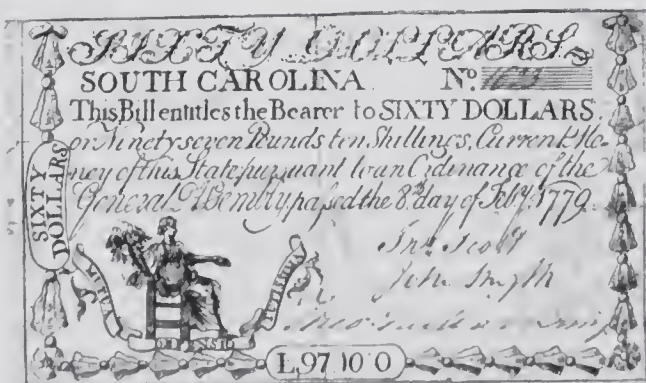 SIXTY DOLLARS
SOUTH CAROLINA No.
This Bill entitles the Bearer to SIXTY DOLLARS
or Ninety seven Pounds ten Shillings, Current Mo-
ney of this State pursuant to an Ordinance of the
General Assembly passed the 8th day of Feby. 1779.
SIXTY
DOLLARS
Jno. Scott
John Smyth
L,97.10 0